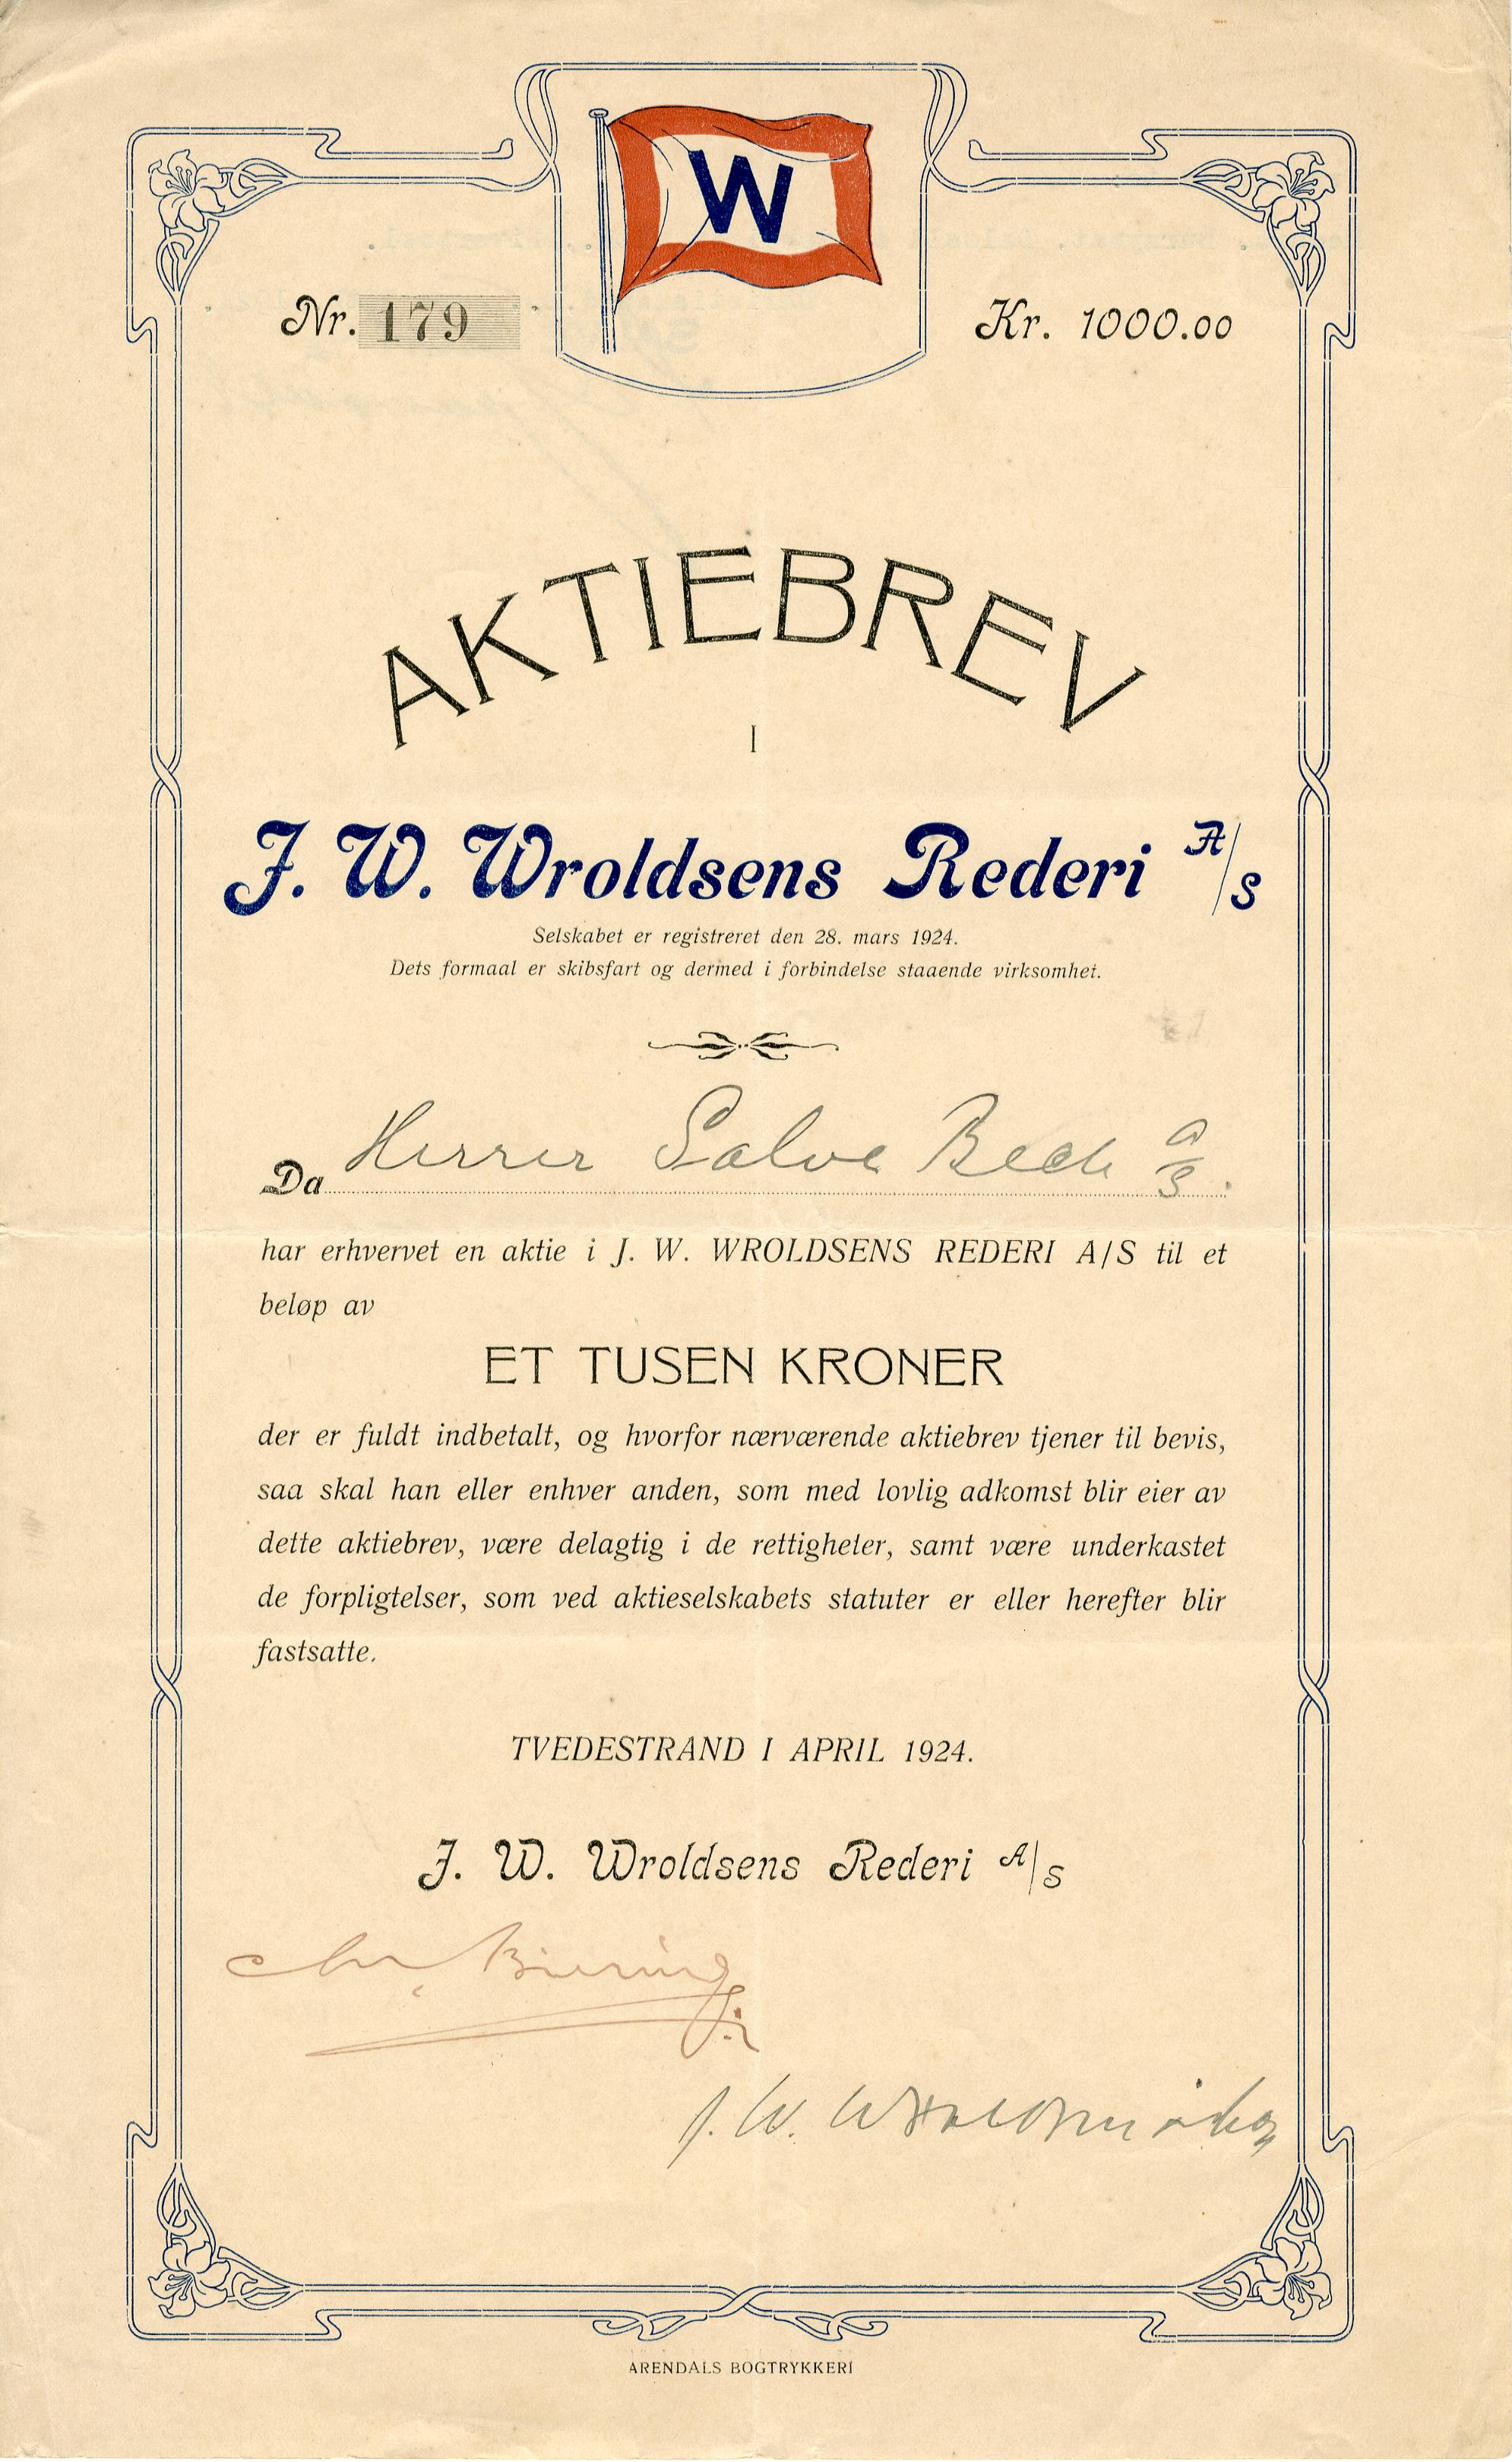 W
Nr. 179
Kr. 1000.00
AKTIEBREV
I
J. W. Wroldsens Rederi A/S
Selskabet er registreret den 28. mars 1924.
Dets formaal er skibsfart og dermed i forbindelse staaende virksomhet.
Da Herrer Salve Bech A/S.
har erhvervet en aktie i J. W. WROLDSENS REDERI A/S til et
beløp av
ET TUSEN KRONER
der er fuldt indbetalt, og hvorfor nærværende aktiebrev tjener til bevis,
saa skal han eller enhver anden, som med lovlig adkomst blir eier av
dette aktiebrev, være delagtig i de rettigheter, samt være underkastet
de forpligtelser, som ved aktieselskabets statuter er eller herefter blir
fastsatte.
TVEDESTRAND I APRIL 1924.
J. W. Wroldsens Rederi A/S
Chr. Biering
jr
J. W. Wroldsen
ARENDALS BOGTRYKKERI